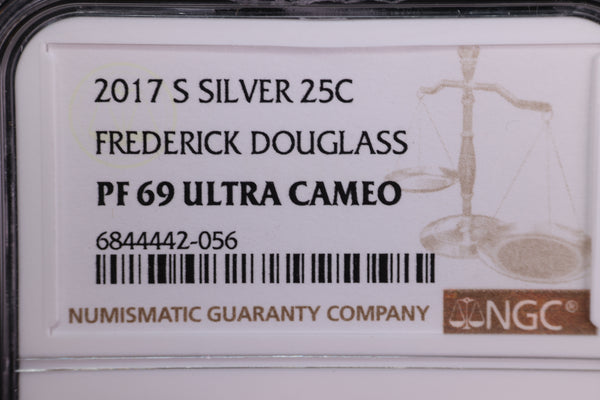 2017 S SILVER 25C
FREDERICK DOUGLASS
PF 69 ULTRA CAMEO
6844442-056
NUMISMATIC GUARANTY COMPANY
NGC®